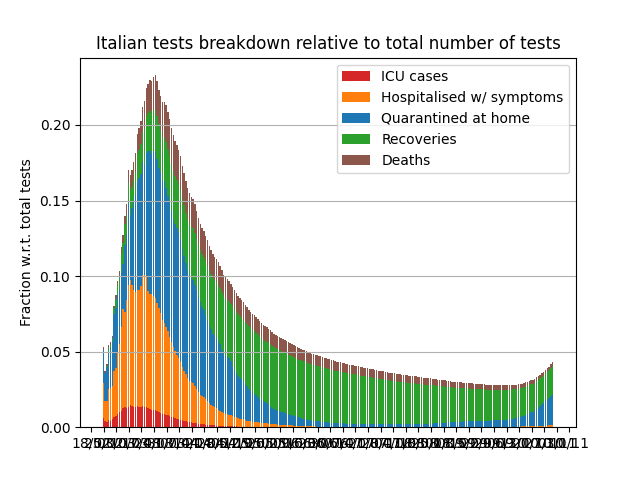 Italian tests breakdown relative to total number of tests
ICU cases
Hospitalised w/ symptoms
Quarantined at home
Recoveries
Deaths
Fraction w.r.t. total tests
0.20
0.15
0.10
0.05
0.00